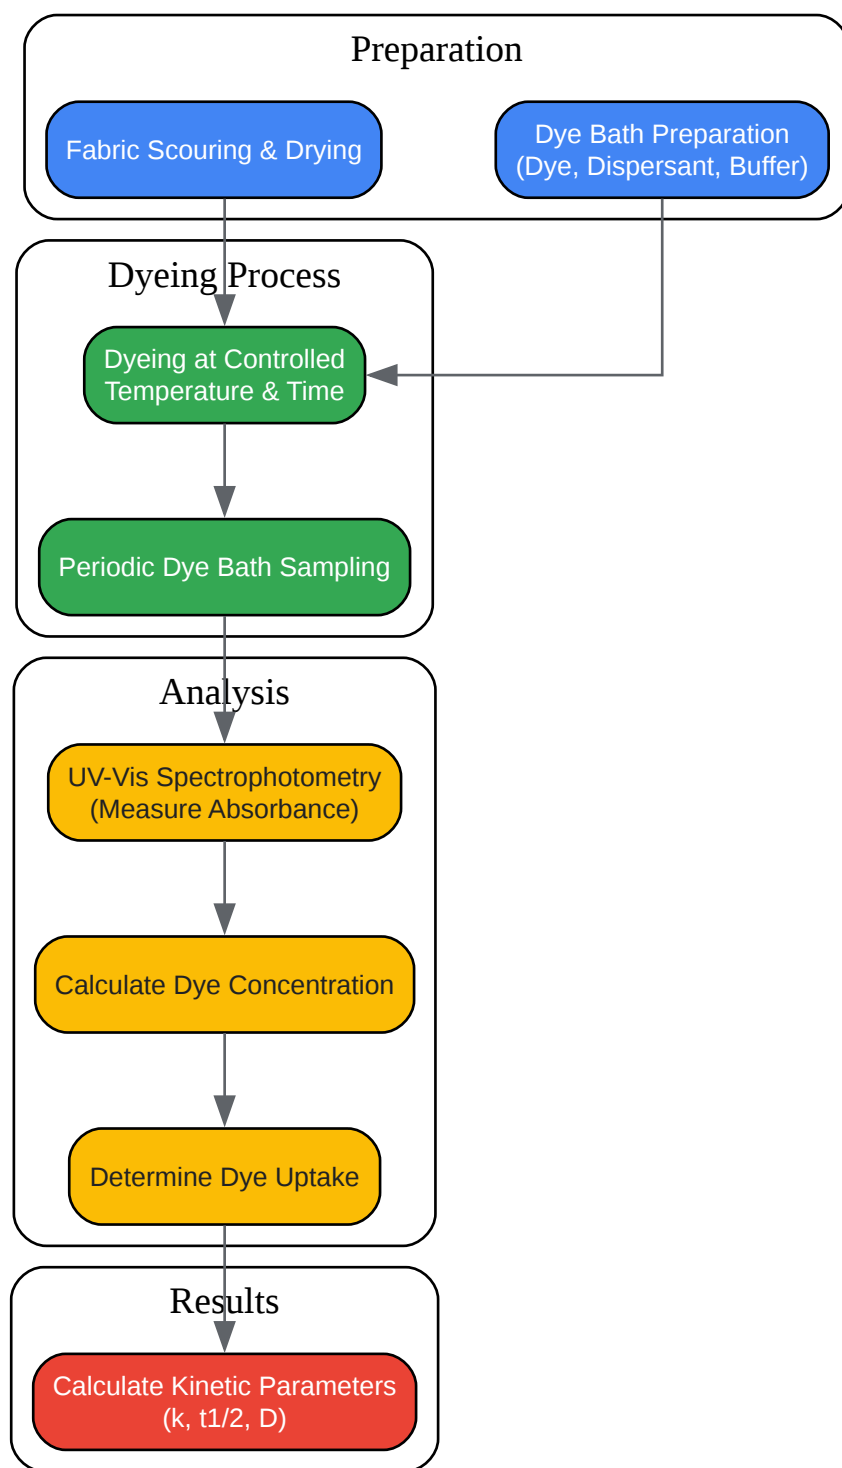 Preparation
Fabric Scouring & Drying
Dye Bath Preparation
(Dye, Dispersant, Buffer)
Dyeing Process
Dyeing at Controlled
Temperature & Time
Periodic Dye Bath Sampling
Analysis
UV-Vis Spectrophotometry
(Measure Absorbance)
Calculate Dye Concentration
Determine Dye Uptake
Results
Calculate Kinetic Parameters
(k, t1/2, D)